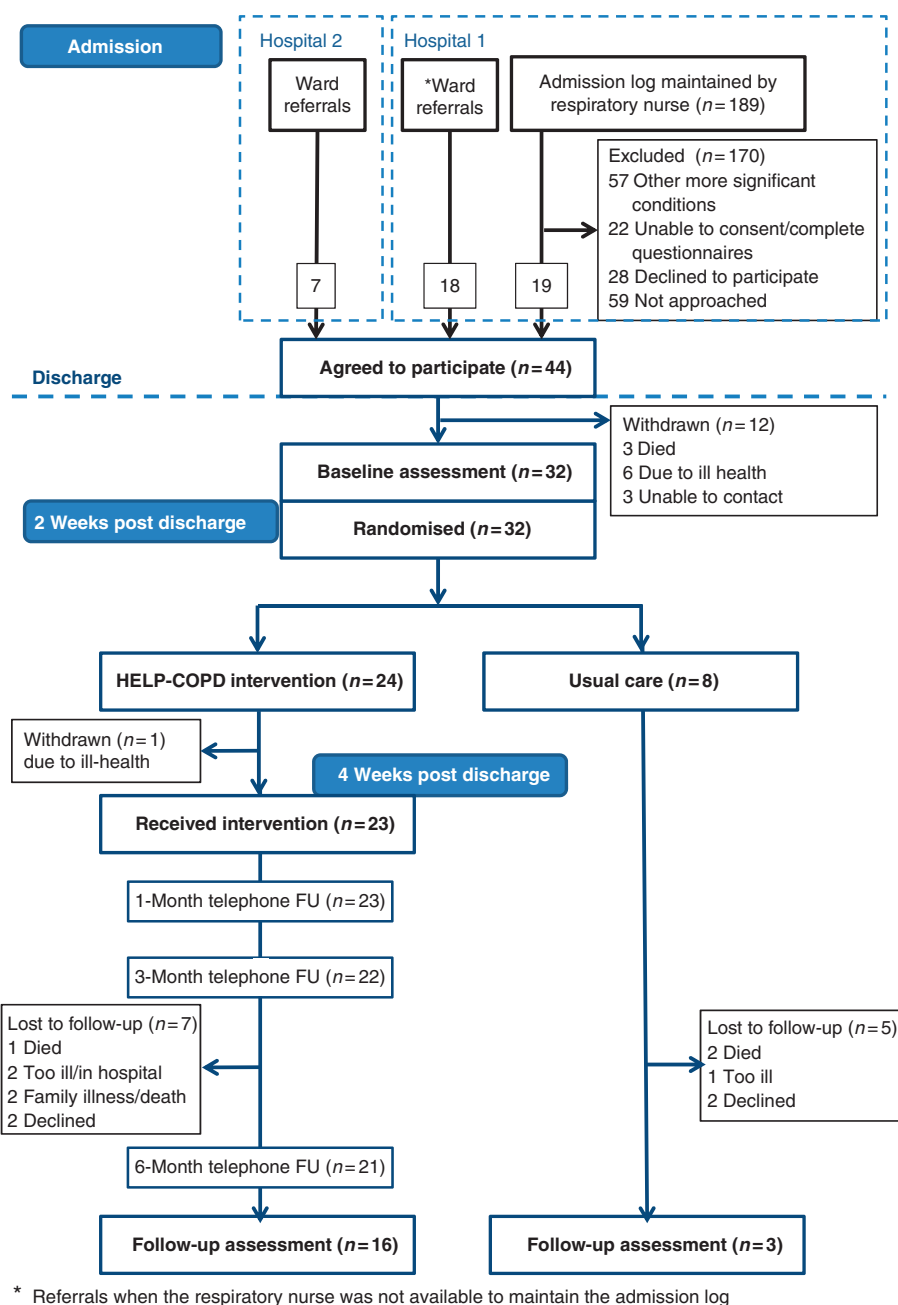 Admission
Hospital 2
Hospital 1
Ward
referrals
*Ward
referrals
Admission log maintained by
respiratory nurse (n=189)
Excluded (n=170)
57 Other more significant
conditions
22 Unable to consent/complete
questionnaires
28 Declined to participate
59 Not approached
7
18
19
Agreed to participate (n=44)
Discharge
Withdrawn (n=12)
3 Died
6 Due to ill health
3 Unable to contact
Baseline assessment (n=32)
2 Weeks post discharge
Randomised (n=32)
HELP-COPD intervention (n=24)
Usual care (n=8)
Withdrawn (n=1)
due to ill-health
4 Weeks post discharge
Received intervention (n=23)
1-Month telephone FU (n=23)
3-Month telephone FU (n=22)
Lost to follow-up (n=7)
1 Died
2 Too ill/in hospital
2 Family illness/death
2 Declined
Lost to follow-up (n=5)
2 Died
1 Too ill
2 Declined
6-Month telephone FU (n=21)
Follow-up assessment (n=16)
Follow-up assessment (n=3)
* Referrals when the respiratory nurse was not available to maintain the admission log